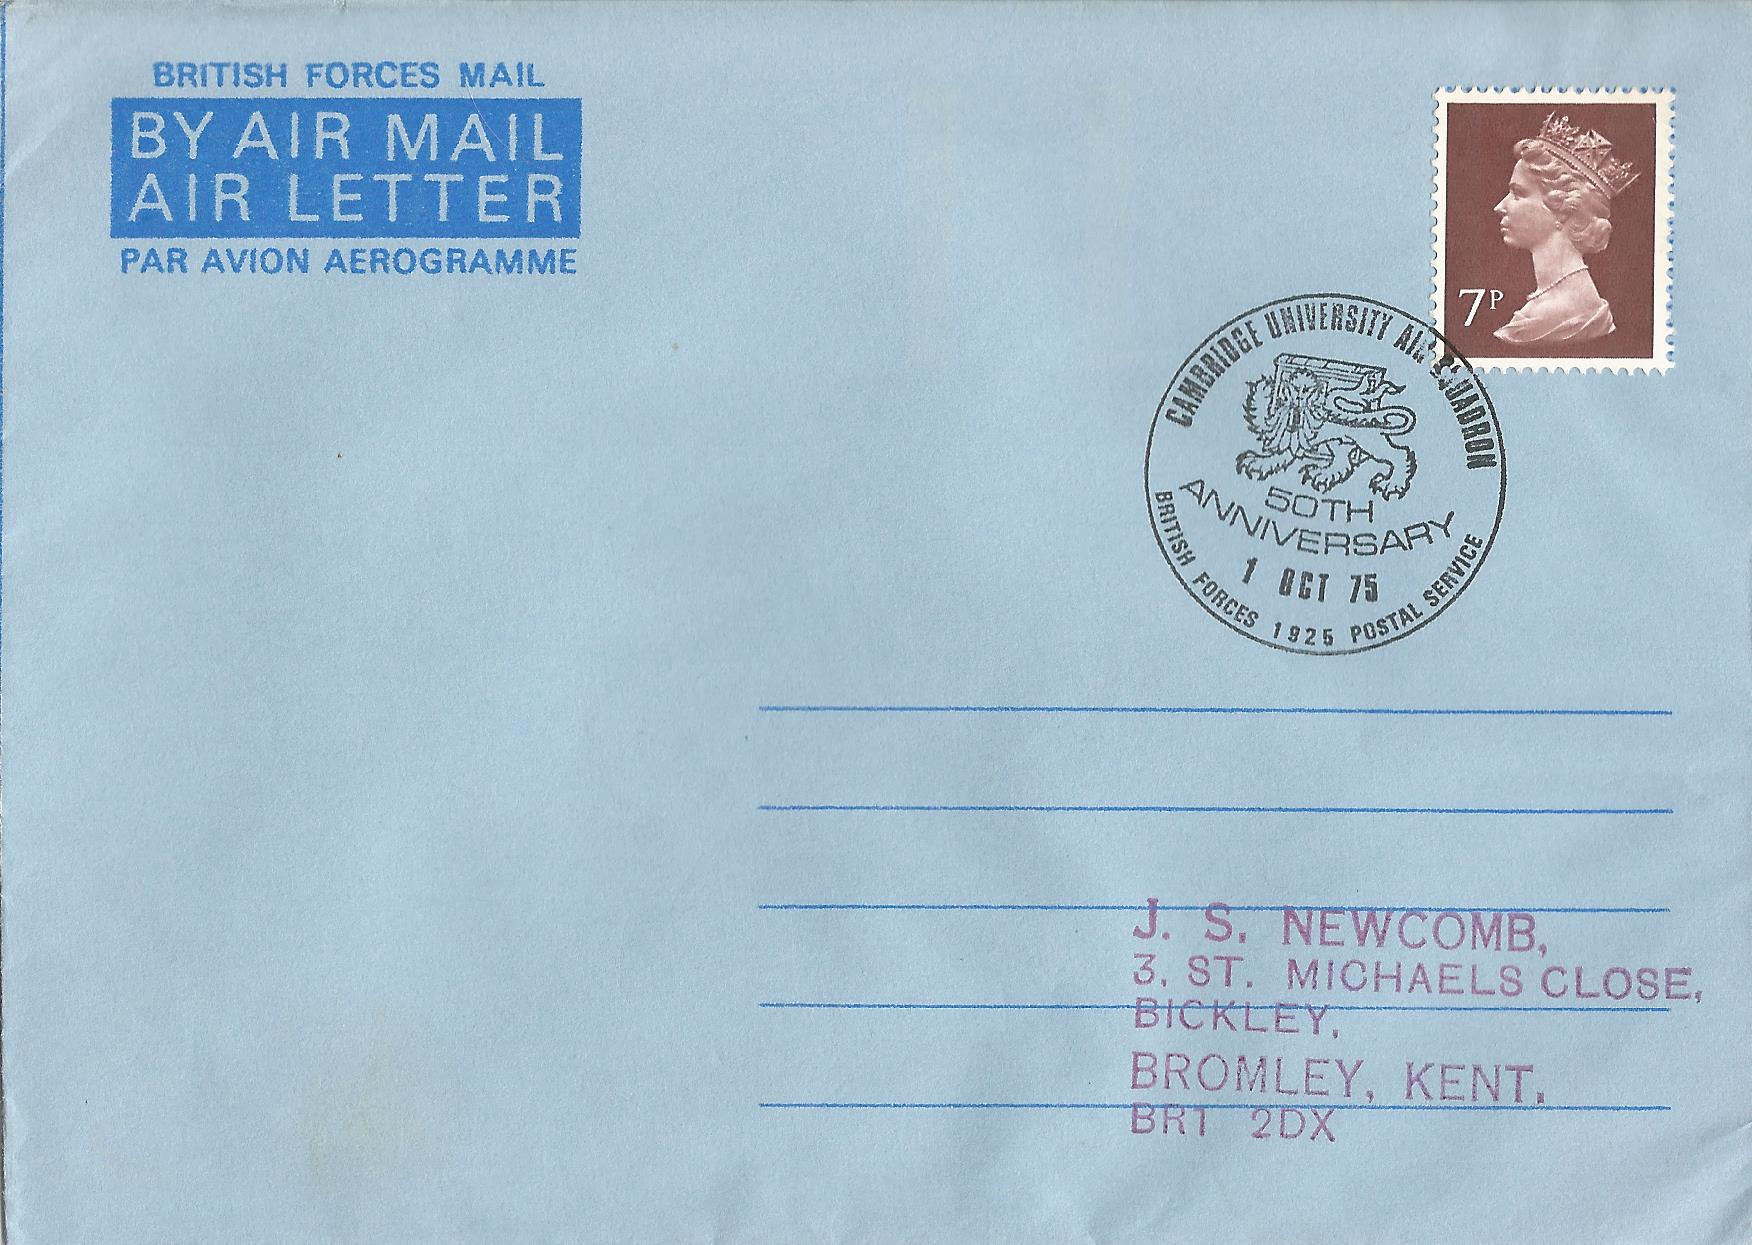 BRITISH FORCES MAIL
BY AIR MAIL
AIR LETTER
PAR AVION AEROGRAMME
7P
CAMBRIDGE UNIVERSITY AIR SQUADRON
50TH
ANNIVERSARY
1 OCT 75
BRITISH FORCES 1925 POSTAL SERVICE
J. S. NEWCOMB,
3, ST. MICHAELS CLOSE,
BICKLEY,
BROMLEY, KENT,
BR1 2DX